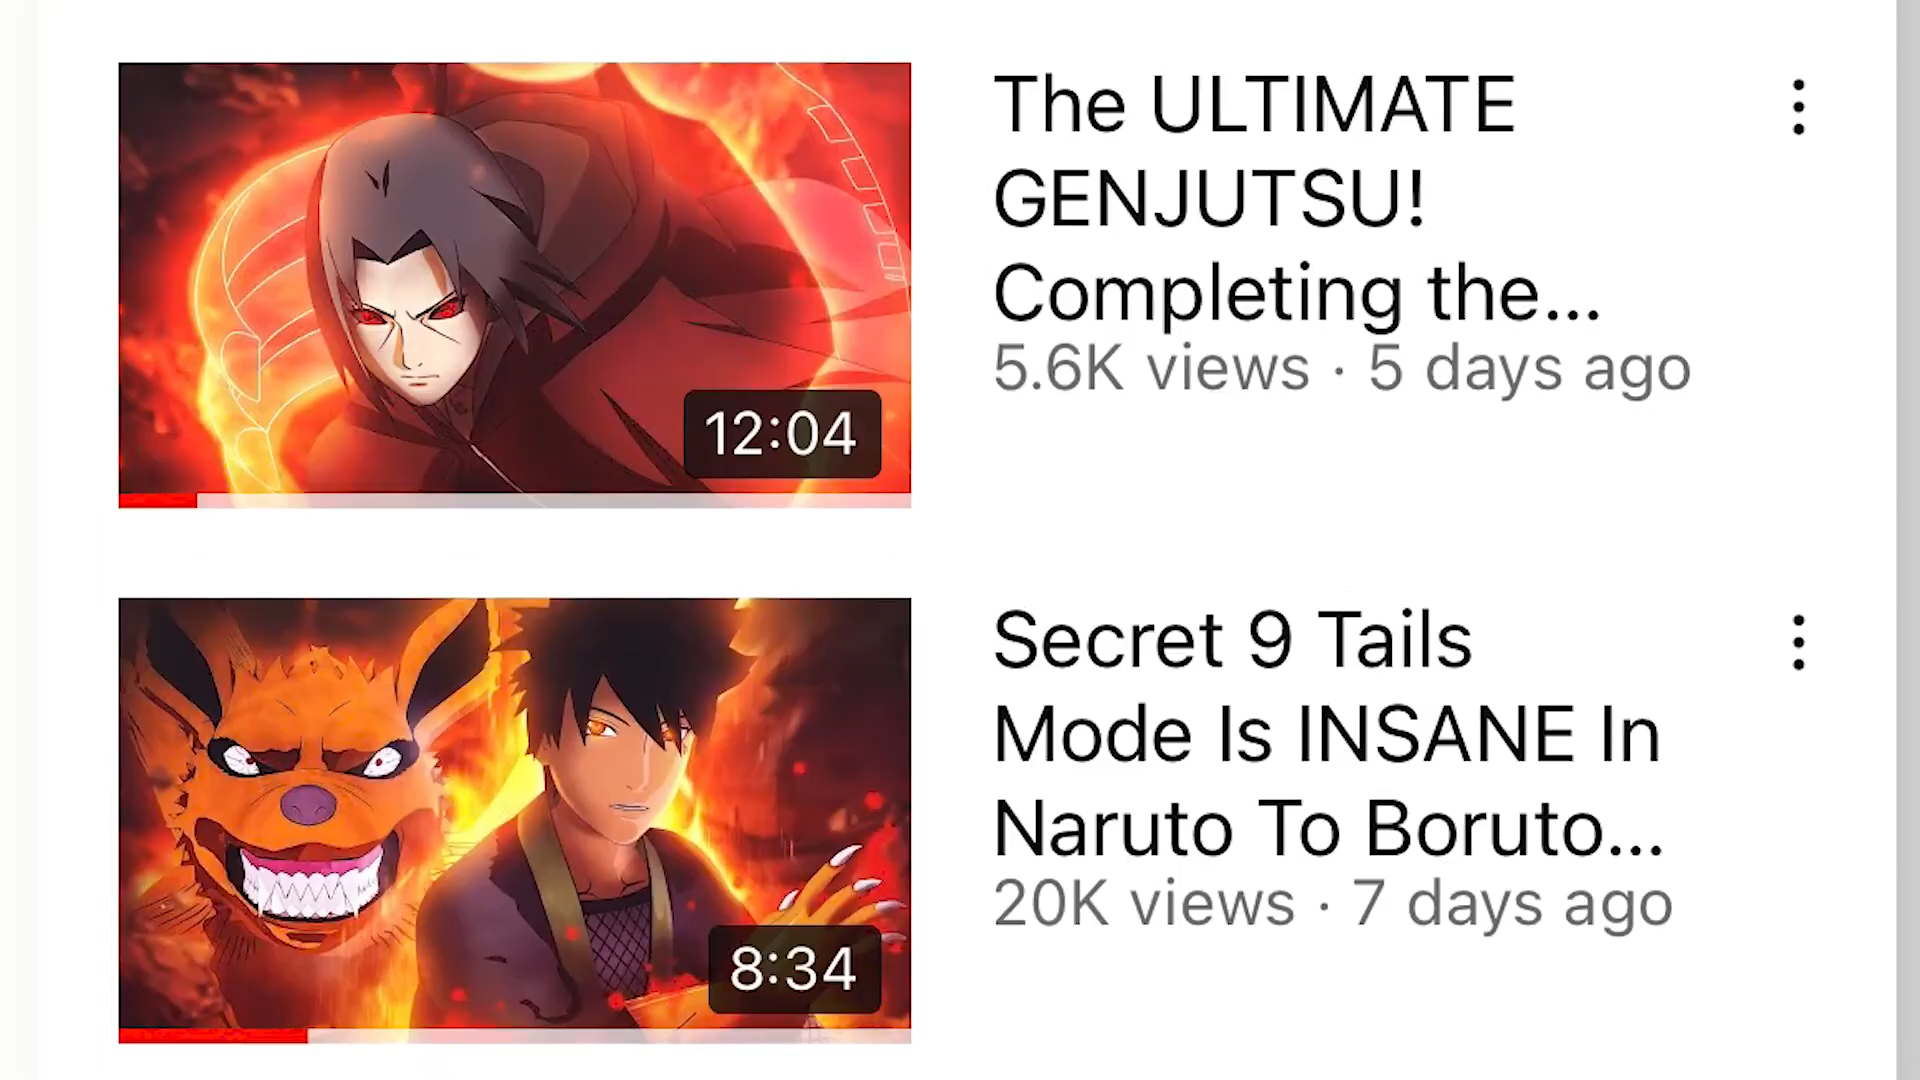 The ULTIMATE
GENJUTSU!
Completing the...
5.6K views · 5 days ago
12:04
Secret 9 Tails
Mode Is INSANE In
Naruto To Boruto...
20K views · 7 days ago
8:34